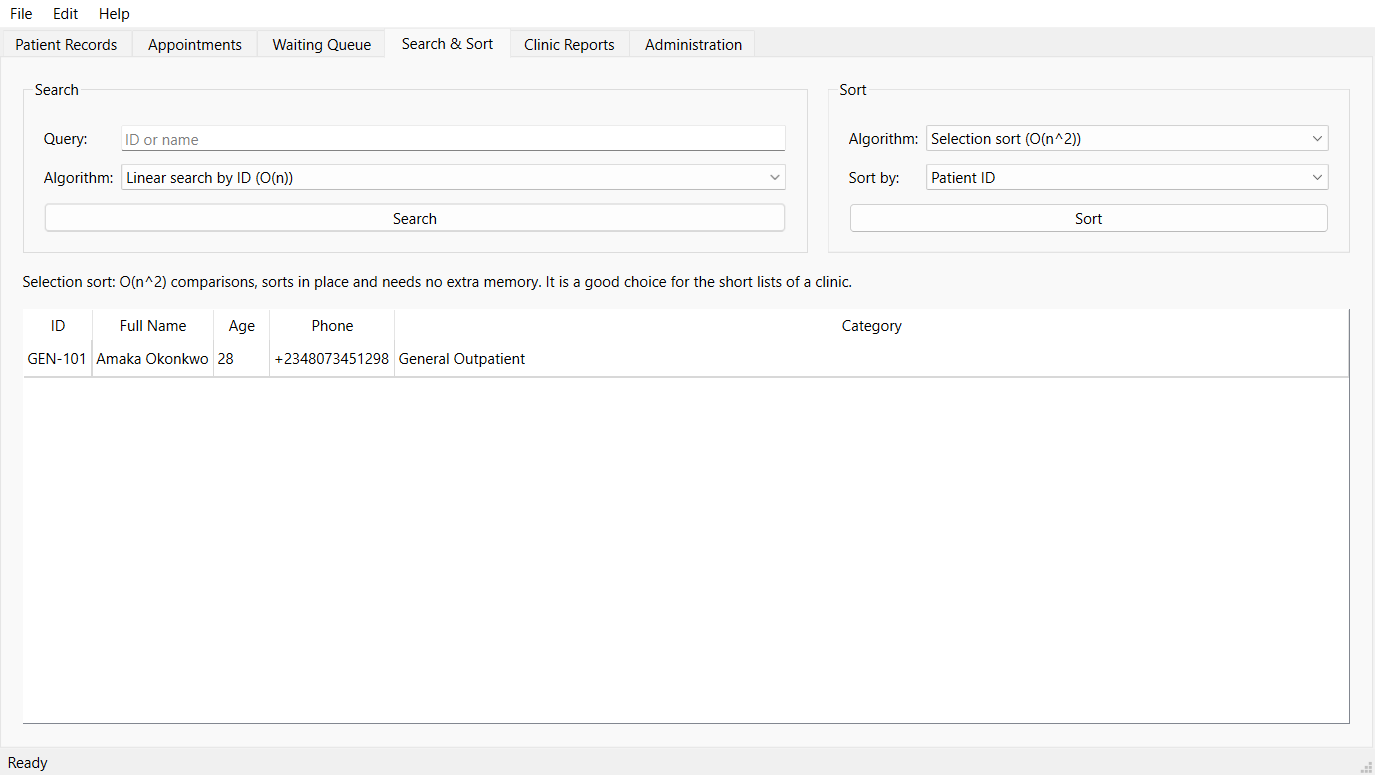 File Edit Help
Patient Records Appointments Waiting Queue Search & Sort Clinic Reports Administration
Search
Query: ID or name
Algorithm: Linear search by ID (O(n))
Search
Sort
Algorithm: Selection sort (O(n^2))
Sort by: Patient ID
Sort
Selection sort: O(n^2) comparisons, sorts in place and needs no extra memory. It is a good choice for the short lists of a clinic.
ID Full Name Age Phone Category
GEN-101 Amaka Okonkwo 28 +2348073451298 General Outpatient
Ready